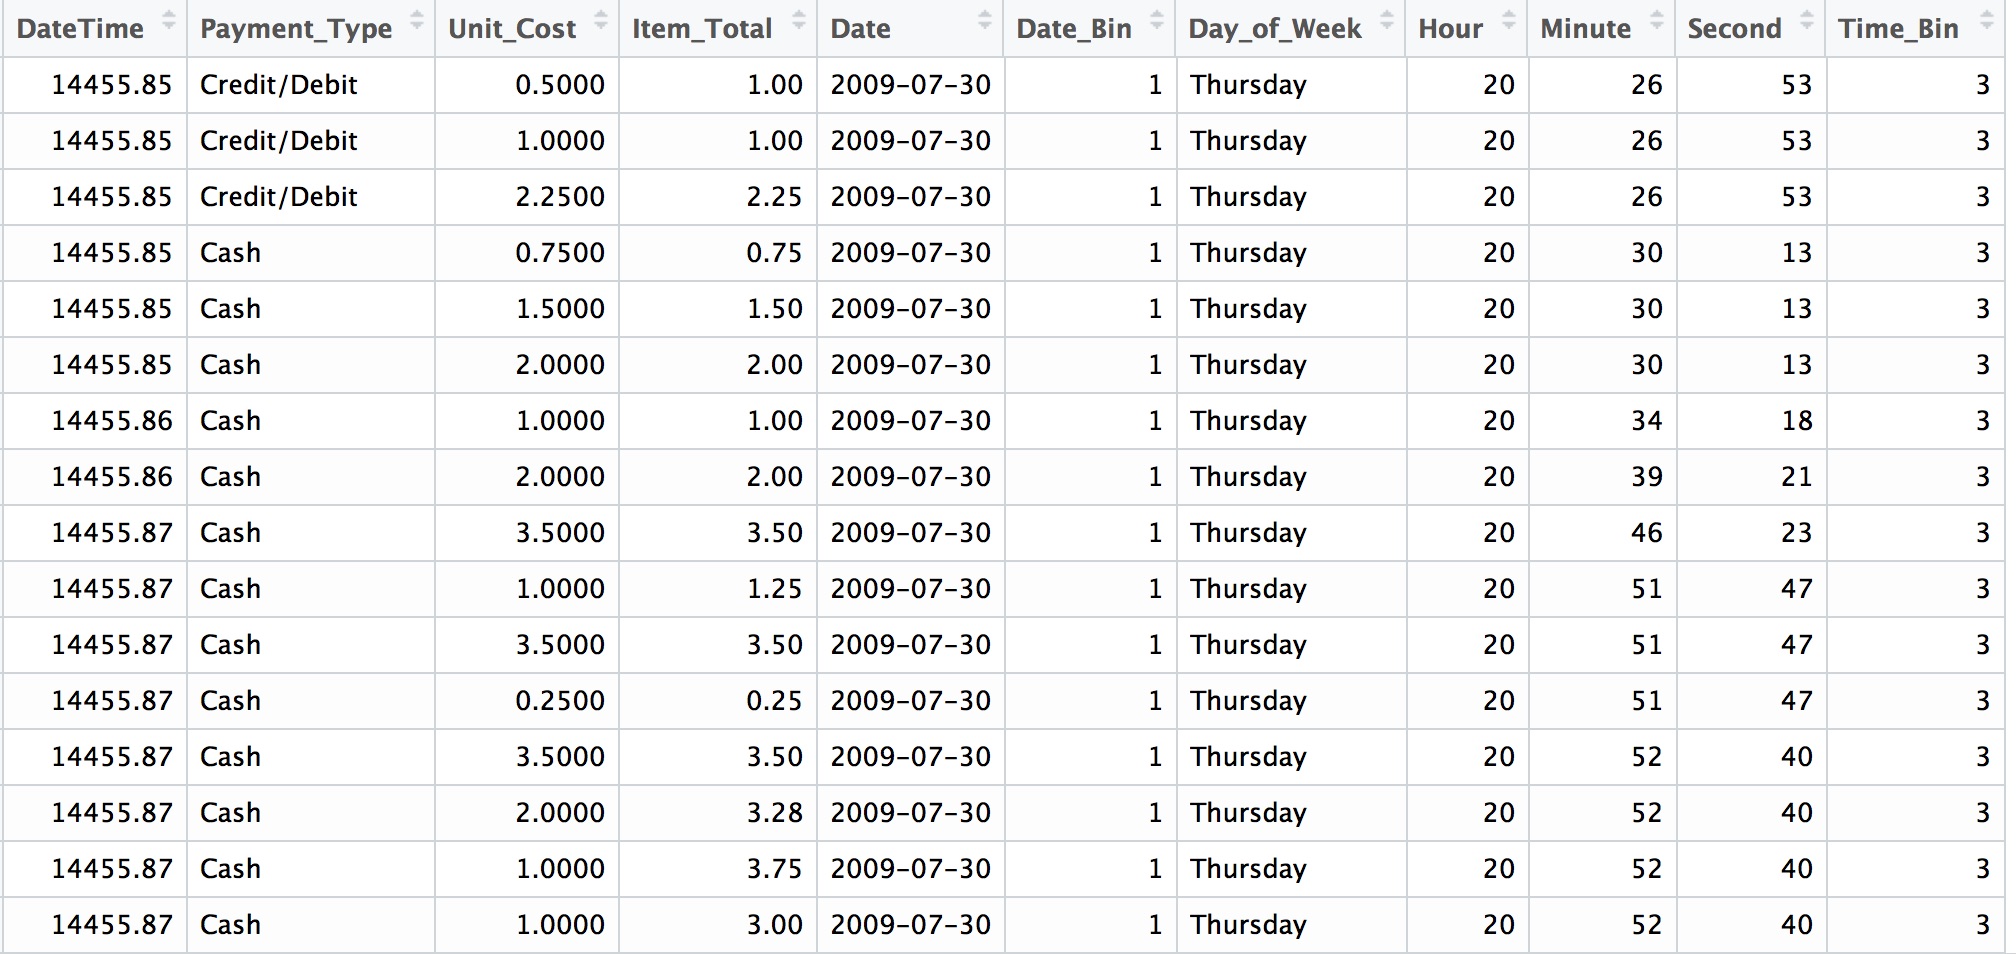 DateTime Payment_Type Unit_Cost Item_Total Date Date_Bin Day_of_Week Hour Minute Second Time_Bin
14455.85 Credit/Debit 0.5000 1.00 2009-07-30 1 Thursday 20 26 53 3
14455.85 Credit/Debit 1.0000 1.00 2009-07-30 1 Thursday 20 26 53 3
14455.85 Credit/Debit 2.2500 2.25 2009-07-30 1 Thursday 20 26 53 3
14455.85 Cash 0.7500 0.75 2009-07-30 1 Thursday 20 30 13 3
14455.85 Cash 1.5000 1.50 2009-07-30 1 Thursday 20 30 13 3
14455.85 Cash 2.0000 2.00 2009-07-30 1 Thursday 20 30 13 3
14455.86 Cash 1.0000 1.00 2009-07-30 1 Thursday 20 34 18 3
14455.86 Cash 2.0000 2.00 2009-07-30 1 Thursday 20 39 21 3
14455.87 Cash 3.5000 3.50 2009-07-30 1 Thursday 20 46 23 3
14455.87 Cash 1.0000 1.25 2009-07-30 1 Thursday 20 51 47 3
14455.87 Cash 3.5000 3.50 2009-07-30 1 Thursday 20 51 47 3
14455.87 Cash 0.2500 0.25 2009-07-30 1 Thursday 20 51 47 3
14455.87 Cash 3.5000 3.50 2009-07-30 1 Thursday 20 52 40 3
14455.87 Cash 2.0000 3.28 2009-07-30 1 Thursday 20 52 40 3
14455.87 Cash 1.0000 3.75 2009-07-30 1 Thursday 20 52 40 3
14455.87 Cash 1.0000 3.00 2009-07-30 1 Thursday 20 52 40 3